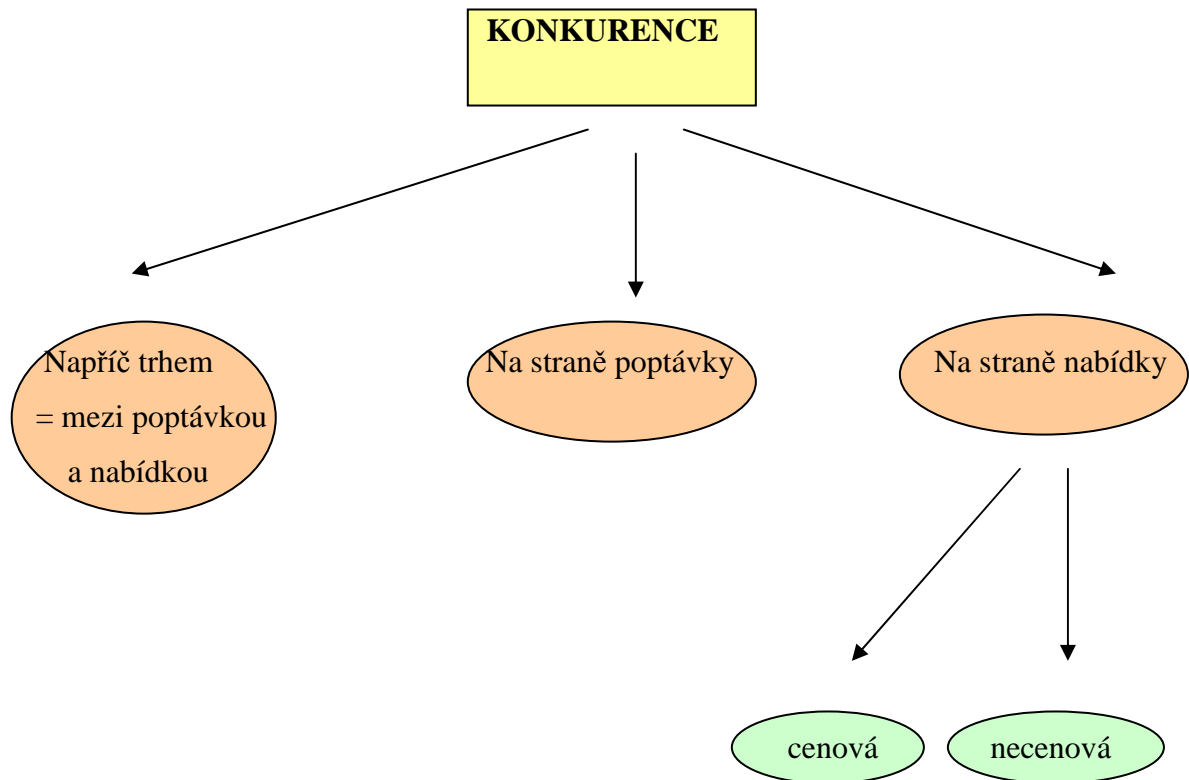 KONKURENCE
Napříč trhem
= mezi poptávkou
a nabídkou
Na straně poptávky
Na straně nabídky
cenová
necenová